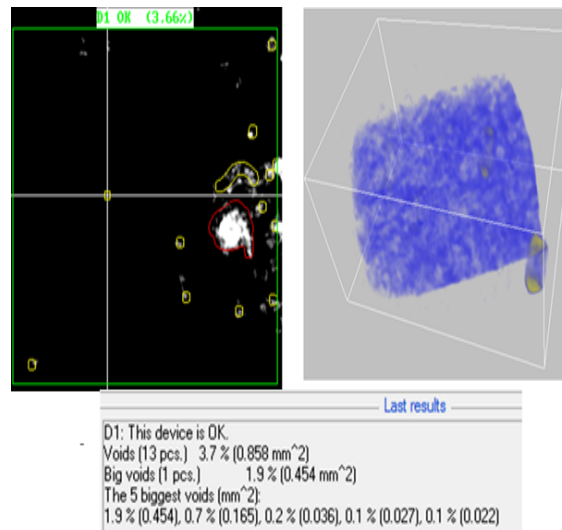 D1 OK (3.66%)
Last results
D1: This device is OK.
Voids (13 pcs.) 3.7 % (0.858 mm^2)
Big voids (1 pcs.) 1.9 % (0.454 mm^2)
The 5 biggest voids (mm^2):
1.9 % (0.454), 0.7 % (0.165), 0.2 % (0.036), 0.1 % (0.027), 0.1 % (0.022)